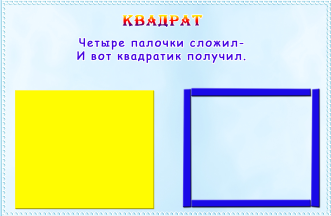 КВАДРАТ
Четыре палочки сложил-
И вот квадратик получил.